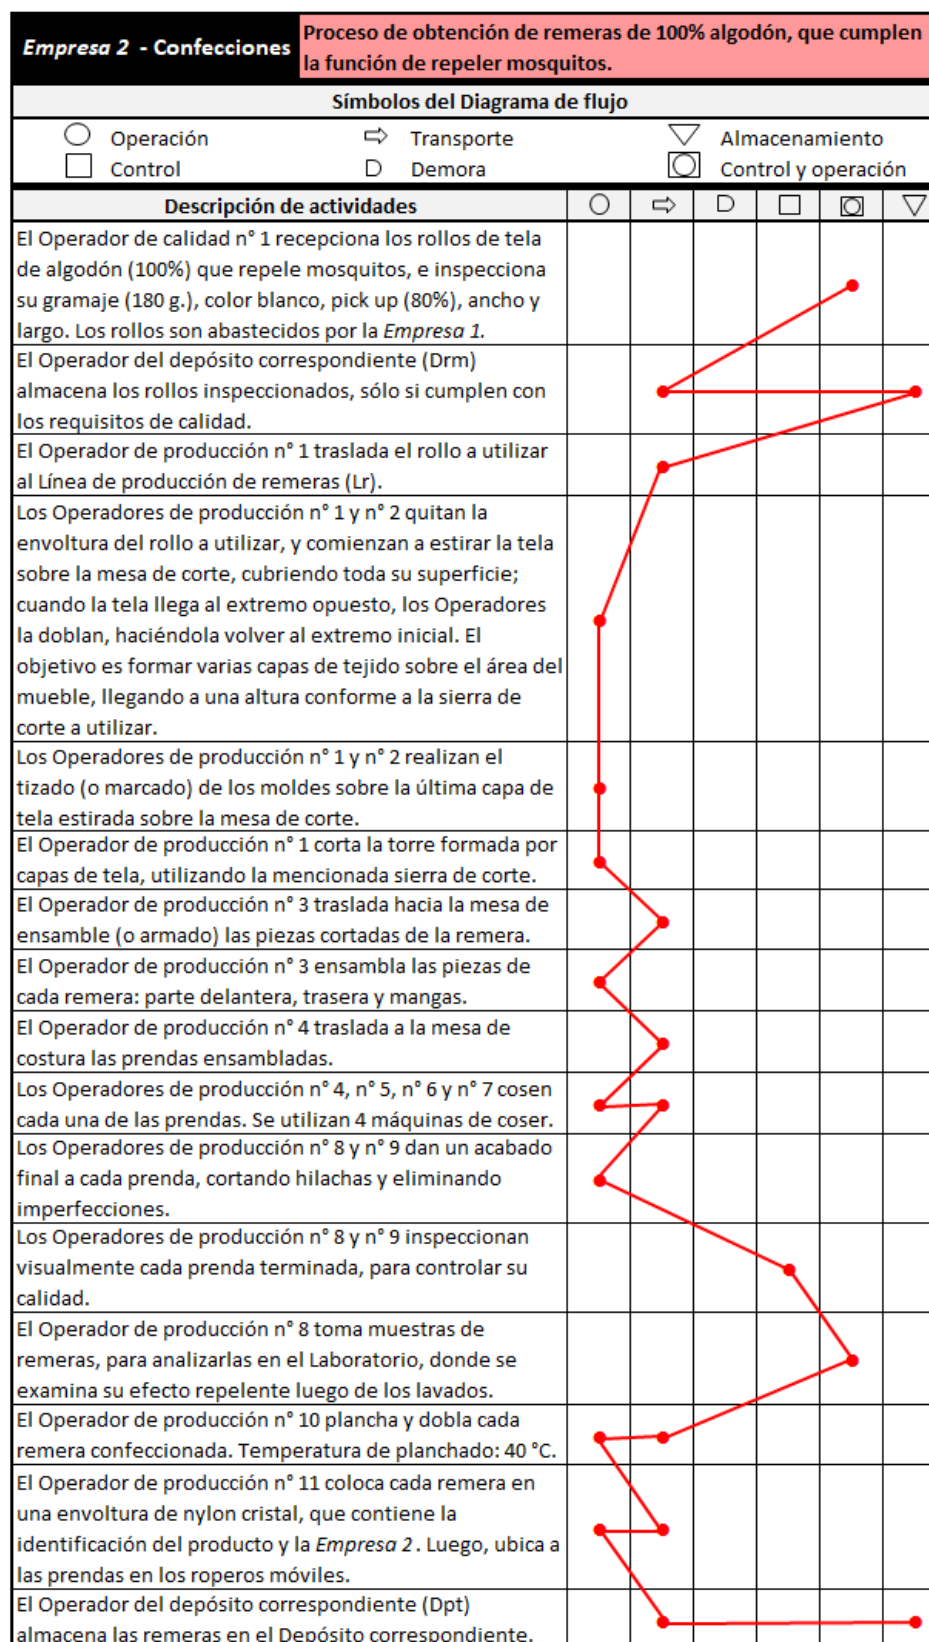 Empresa 2 - Confecciones
Proceso de obtención de remeras de 100% algodón, que cumplen
la función de repeler mosquitos.
Símbolos del Diagrama de flujo
Operación
Transporte
Almacenamiento
Control
Demora
Control y operación
Descripción de actividades
El Operador de calidad n° 1 recepciona los rollos de tela
de algodón (100%) que repele mosquitos, e inspecciona
su gramaje (180 g.), color blanco, pick up (80%), ancho y
largo. Los rollos son abastecidos por la Empresa 1.
El Operador del depósito correspondiente (Drm)
almacena los rollos inspeccionados, sólo si cumplen con
los requisitos de calidad.
El Operador de producción n° 1 traslada el rollo a utilizar
al Línea de producción de remeras (Lr).
Los Operadores de producción n° 1 y n° 2 quitan la
envoltura del rollo a utilizar, y comienzan a estirar la tela
sobre la mesa de corte, cubriendo toda su superficie;
cuando la tela llega al extremo opuesto, los Operadores
la doblan, haciéndola volver al extremo inicial. El
objetivo es formar varias capas de tejido sobre el área del
mueble, llegando a una altura conforme a la sierra de
corte a utilizar.
Los Operadores de producción n° 1 y n° 2 realizan el
tizado (o marcado) de los moldes sobre la última capa de
tela estirada sobre la mesa de corte.
El Operador de producción n° 1 corta la torre formada por
capas de tela, utilizando la mencionada sierra de corte.
El Operador de producción n° 3 traslada hacia la mesa de
ensamble (o armado) las piezas cortadas de la remera.
El Operador de producción n° 3 ensambla las piezas de
cada remera: parte delantera, trasera y mangas.
El Operador de producción n° 4 traslada a la mesa de
costura las prendas ensambladas.
Los Operadores de producción n° 4, n° 5, n° 6 y n° 7 cosen
cada una de las prendas. Se utilizan 4 máquinas de coser.
Los Operadores de producción n° 8 y n° 9 dan un acabado
final a cada prenda, cortando hilachas y eliminando
imperfecciones.
Los Operadores de producción n° 8 y n° 9 inspeccionan
visualmente cada prenda terminada, para controlar su
calidad.
El Operador de producción n° 8 toma muestras de
remeras, para analizarlas en el Laboratorio, donde se
examina su efecto repelente luego de los lavados.
El Operador de producción n° 10 plancha y dobla cada
remera confeccionada. Temperatura de planchado: 40 °C.
El Operador de producción n° 11 coloca cada remera en
una envoltura de nylon cristal, que contiene la
identificación del producto y la Empresa 2. Luego, ubica a
las prendas en los roperos móviles.
El Operador del depósito correspondiente (Dpt)
almacena las remeras en el Depósito correspondiente.